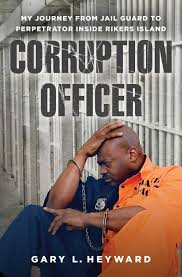 MY JOURNEY FROM JAIL GUARD TO
PERPETRATOR INSIDE RIKERS ISLAND
CORRUPTION
OFFICER
GARY L. HEYWARD